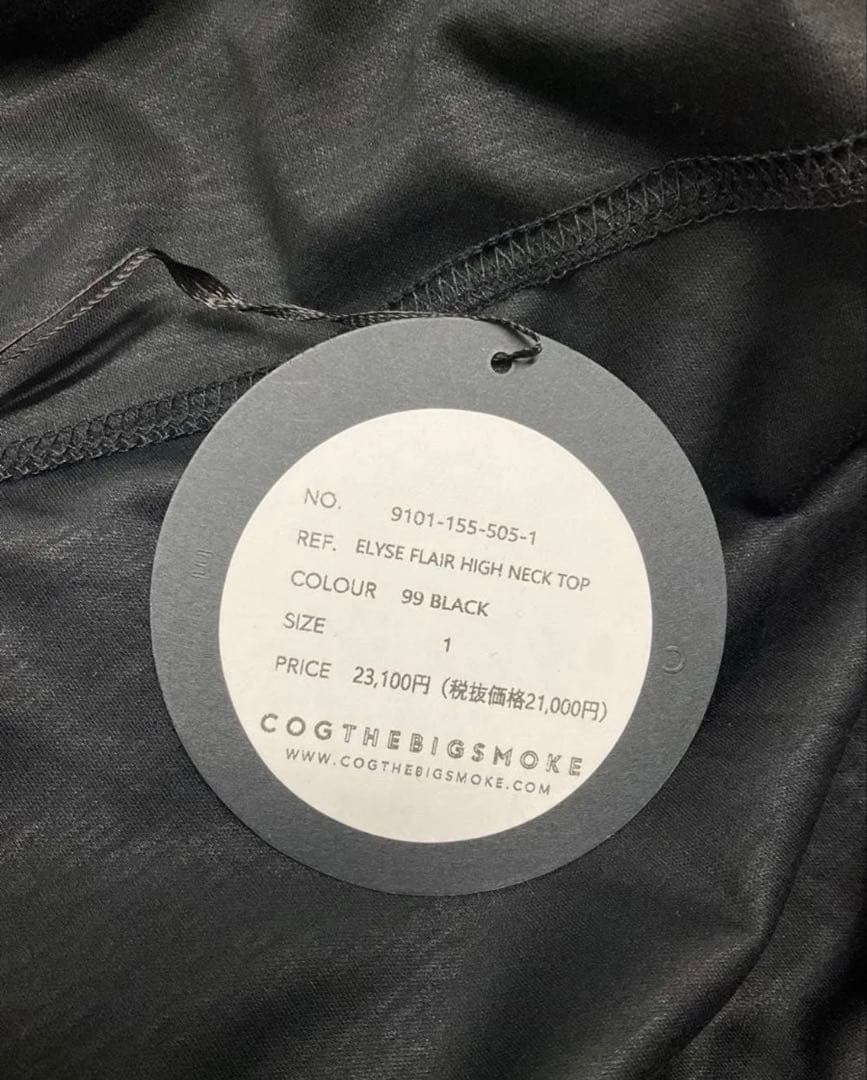 NO. 9101-155-505-1
REF. ELYSE FLAIR HIGH NECK TOP
COLOUR 99 BLACK
SIZE 1
PRICE 23,100円 (税抜価格21,000円)
COGTHEBIGSMOKE
WWW.COGTHEBIGSMOKE.COM